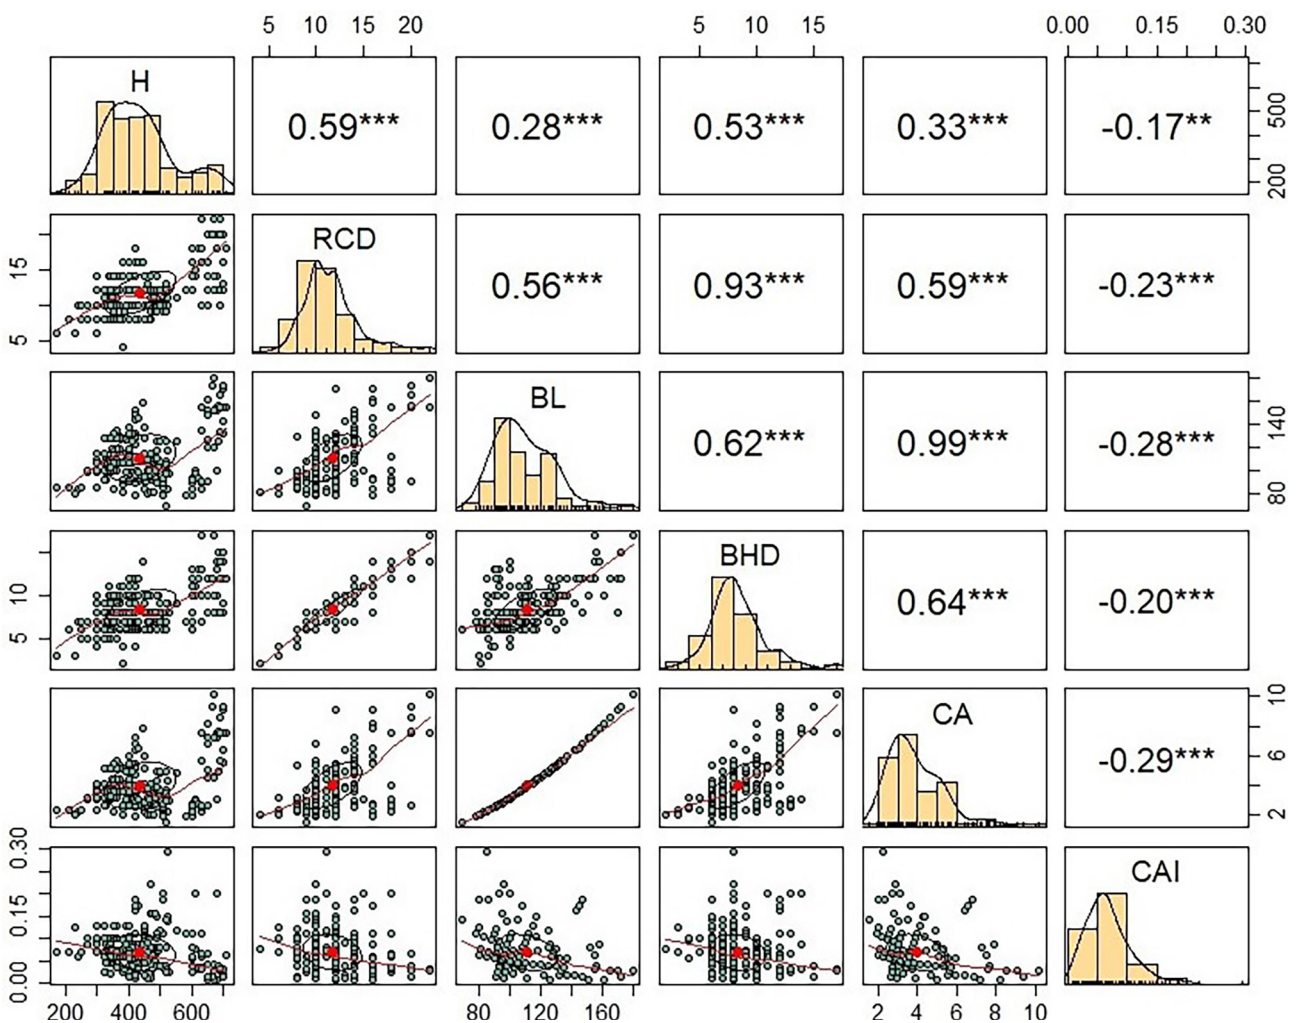 5 10 15 20 5 10 15 0.00 0.15 0.30
H 0.59*** 0.28*** 0.53*** 0.33*** -0.17** 200 500
5 15 RCD 0.56*** 0.93*** 0.59*** -0.23***
BL 0.62*** 0.99*** -0.28*** 80 140
5 10 BHD 0.64*** -0.20***
CA -0.29*** 2 6 10
0.00 0.15 0.30 CAI
200 400 600 80 120 160 2 4 6 8 10